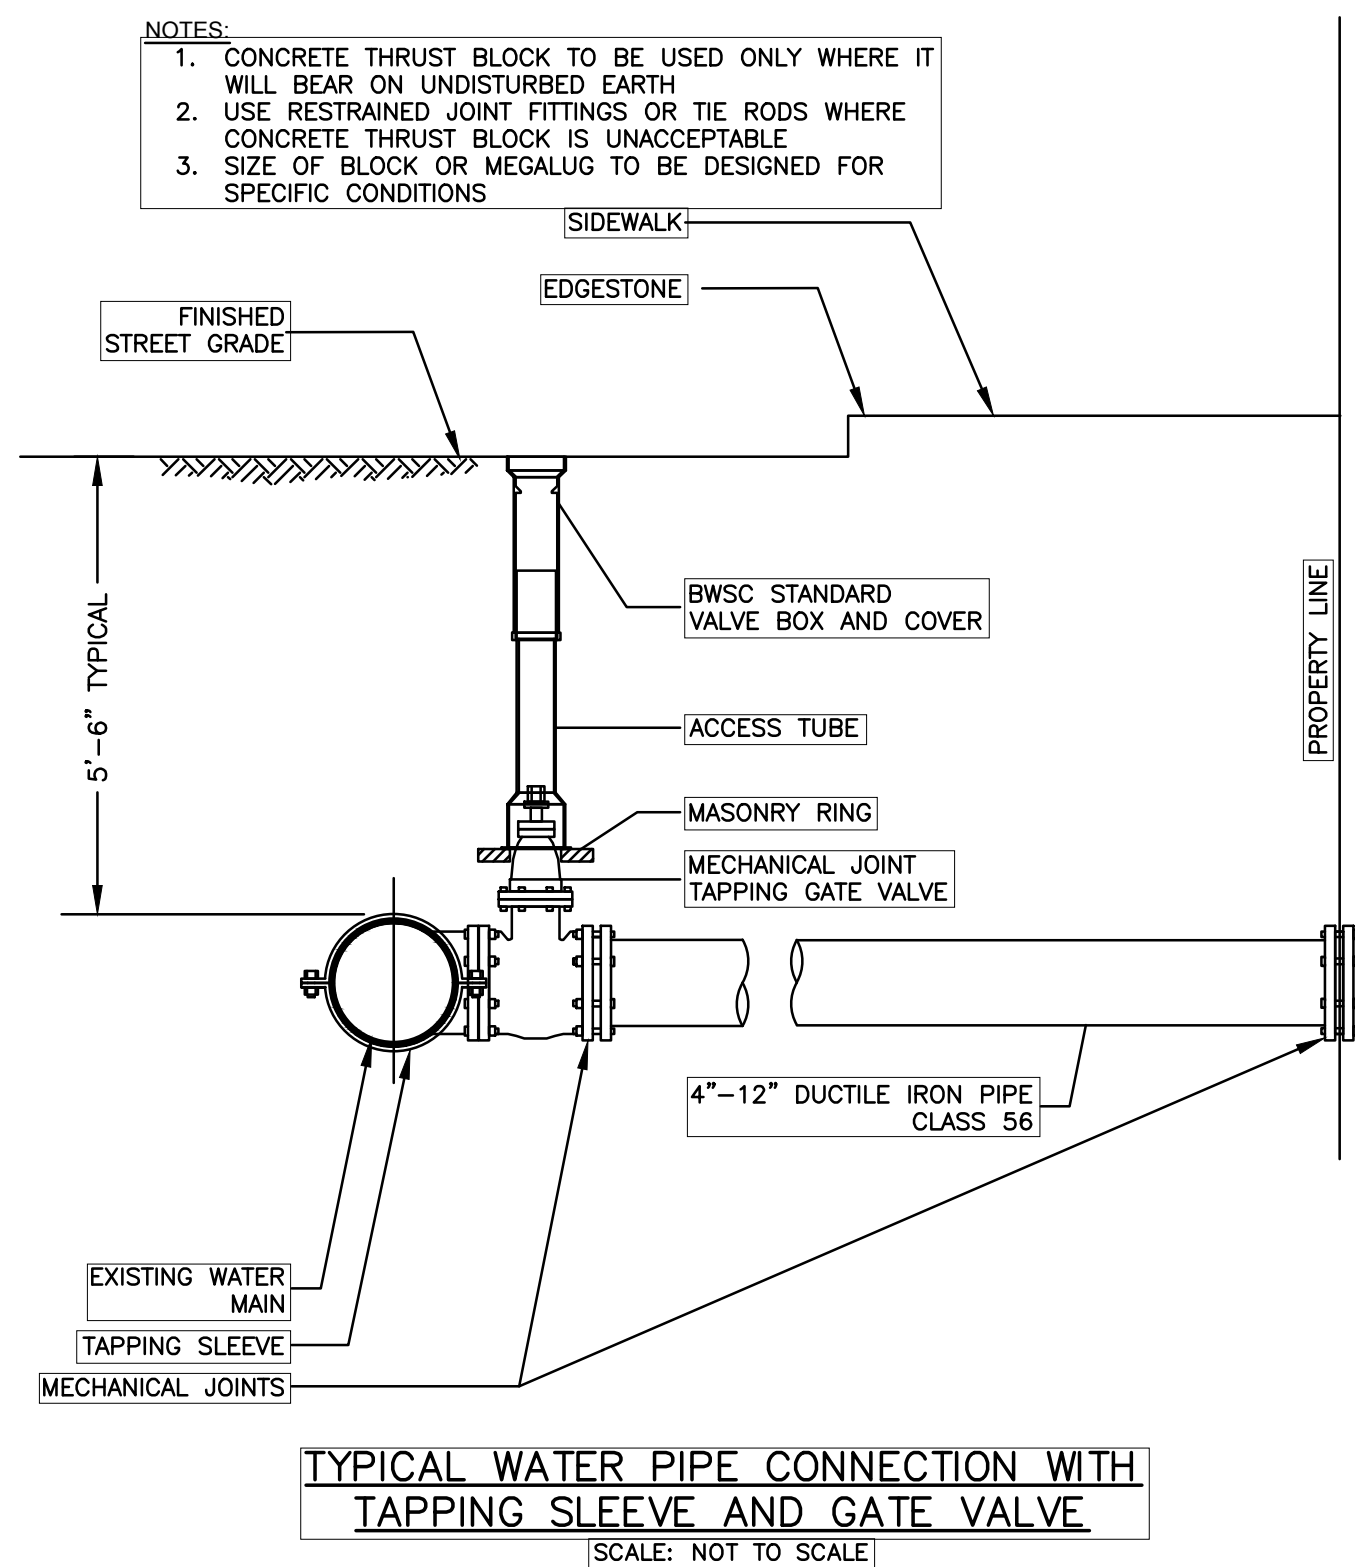 NOTES:
1. CONCRETE THRUST BLOCK TO BE USED ONLY WHERE IT
WILL BEAR ON UNDISTURBED EARTH
2. USE RESTRAINED JOINT FITTINGS OR TIE RODS WHERE
CONCRETE THRUST BLOCK IS UNACCEPTABLE
3. SIZE OF BLOCK OR MEGALUG TO BE DESIGNED FOR
SPECIFIC CONDITIONS
SIDEWALK
EDGESTONE
FINISHED
STREET GRADE
5'-6" TYPICAL
BWSC STANDARD
VALVE BOX AND COVER
PROPERTY LINE
ACCESS TUBE
MASONRY RING
MECHANICAL JOINT
TAPPING GATE VALVE
4"-12" DUCTILE IRON PIPE
CLASS 56
EXISTING WATER
MAIN
TAPPING SLEEVE
MECHANICAL JOINTS
TYPICAL WATER PIPE CONNECTION WITH
TAPPING SLEEVE AND GATE VALVE
SCALE: NOT TO SCALE